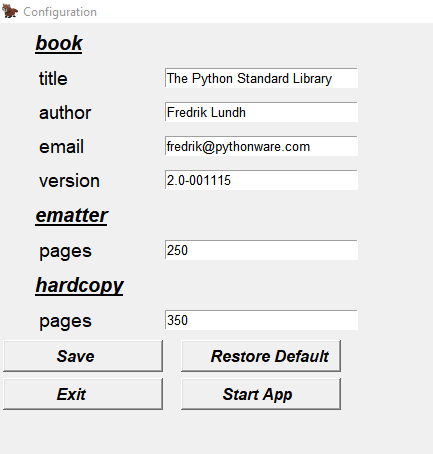 Configuration
book
title The Python Standard Library
author Fredrik Lundh
email fredrik@pythonware.com
version 2.0-001115
ematter
pages 250
hardcopy
pages 350
Save Restore Default
Exit Start App